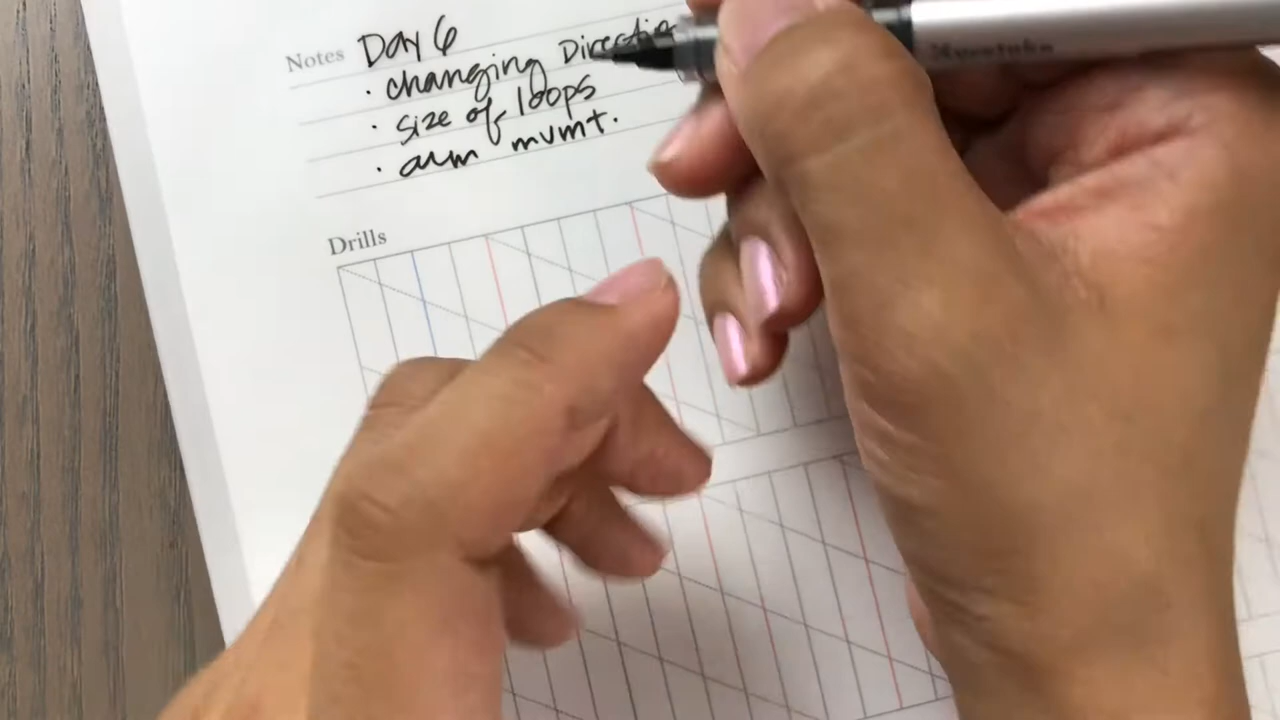 Notes Day 6
· changing Directio
· size of loops
· arm mvmt.
Drills